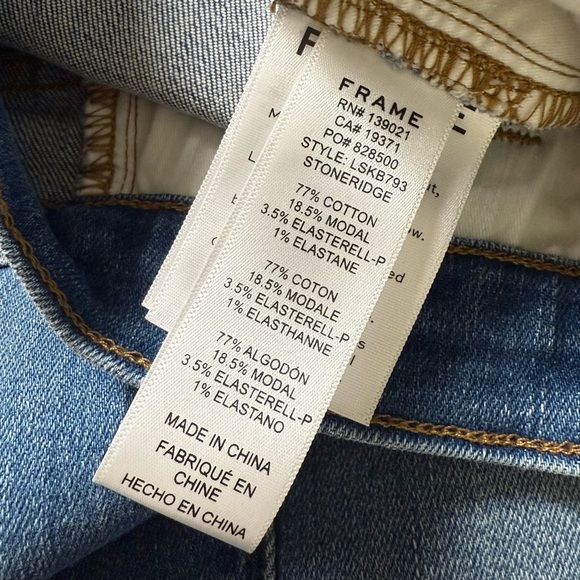 FRAME
RN# 139021
CA# 19371
PO# 828500
STYLE: LSKB793
STONERIDGE
77% COTTON
18.5% MODAL
3.5% ELASTERELL-P
1% ELASTANE
77% COTON
18.5% MODALE
3.5% ELASTERELL-P
1% ELASTHANNE
77% ALGODÓN
18.5% MODAL
3.5% ELASTERELL-P
1% ELASTANO
MADE IN CHINA
FABRIQUÉ EN
CHINE
HECHO EN CHINA